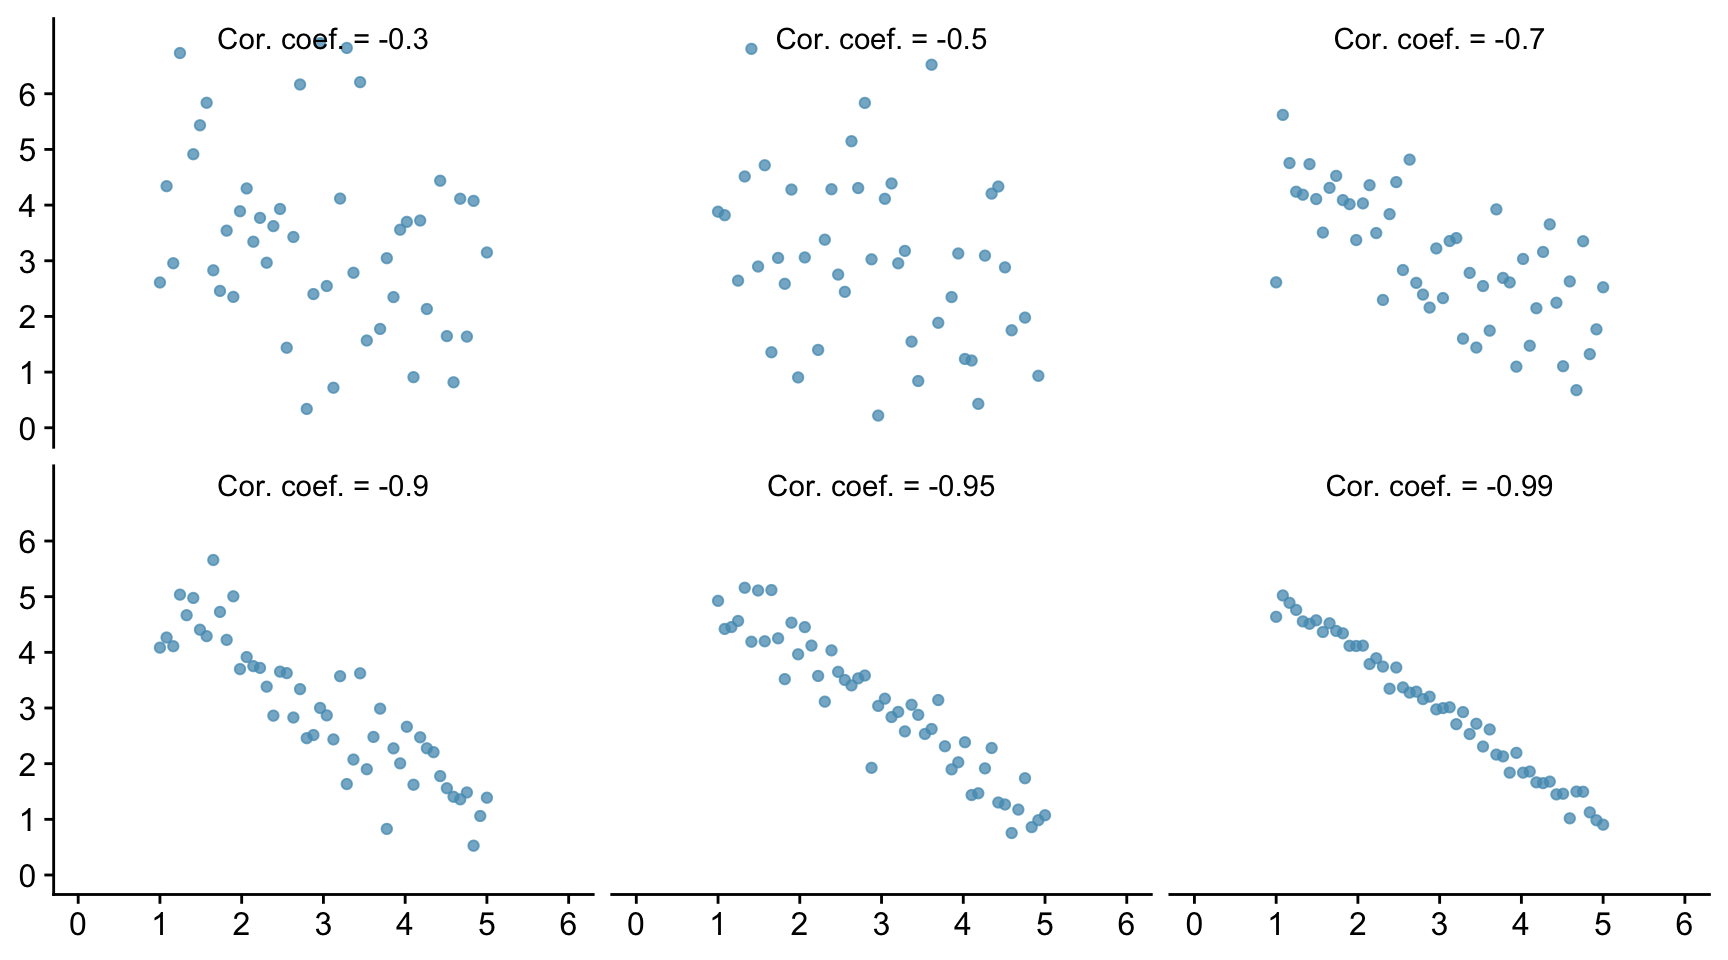 Cor. coef. = -0.3
Cor. coef. = -0.5
Cor. coef. = -0.7
6
5
4
3
2
1
0
Cor. coef. = -0.9
Cor. coef. = -0.95
Cor. coef. = -0.99
6
5
4
3
2
1
0
0 1 2 3 4 5 6
0 1 2 3 4 5 6
0 1 2 3 4 5 6